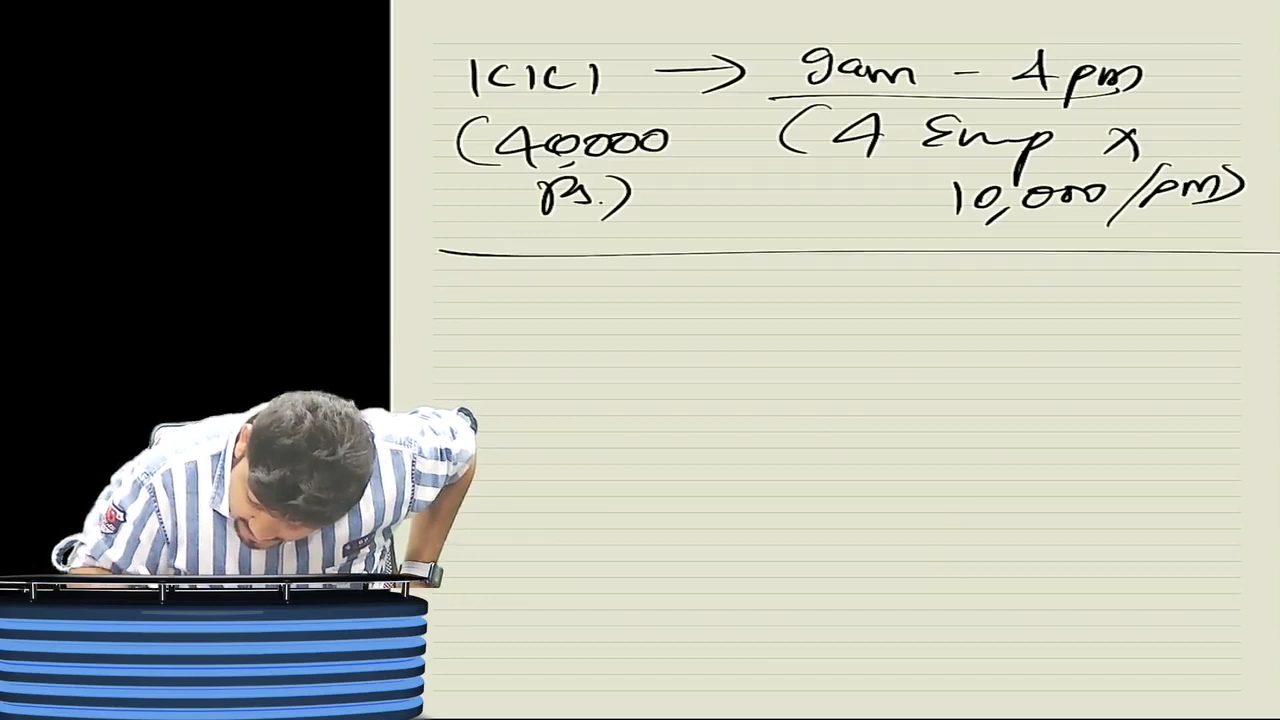 ICICI → 9am - 4pm
(40000 (4 Emp x
Rs.) 10,000/pm)